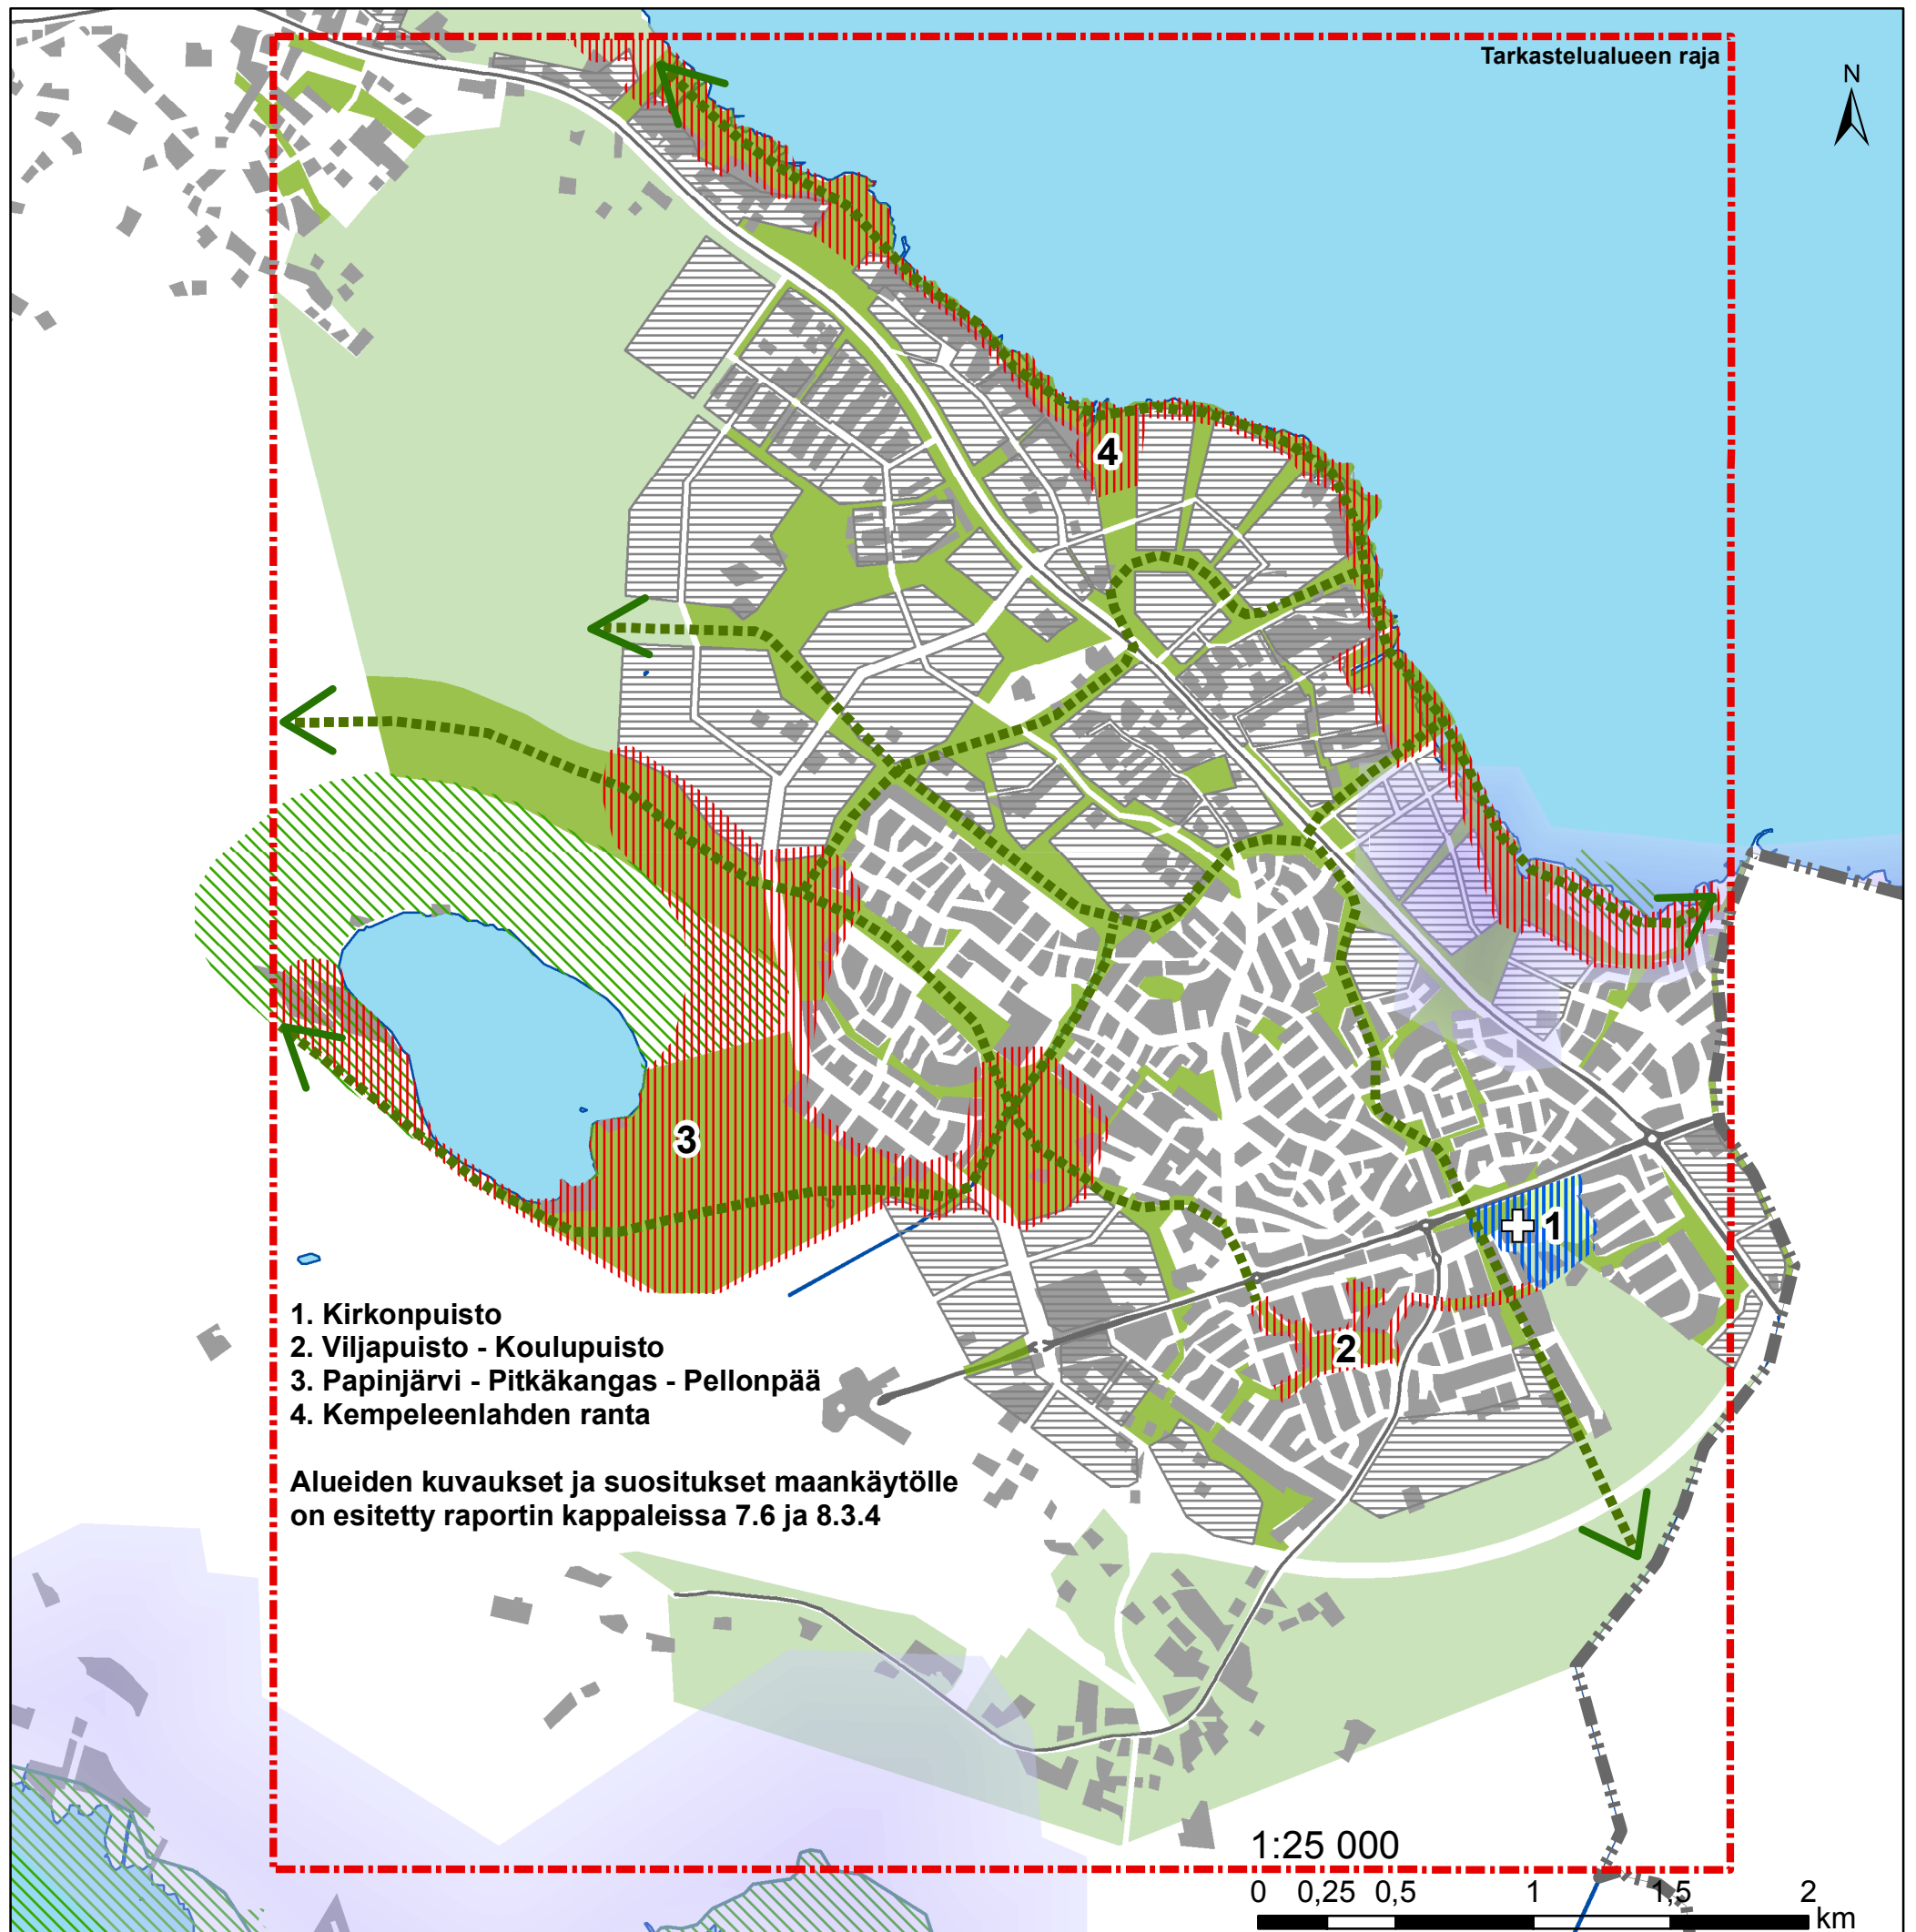 Tarkastelualueen raja
N
4
3
1
2
1. Kirkonpuisto
2. Viljapuisto - Koulupuisto
3. Papinjärvi - Pitkäkangas - Pellonpää
4. Kempeleenlahden ranta
Alueiden kuvaukset ja suositukset maankäytölle
on esitetty raportin kappaleissa 7.6 ja 8.3.4
1:25 000
0 0,25 0,5 1 1,5 2
km